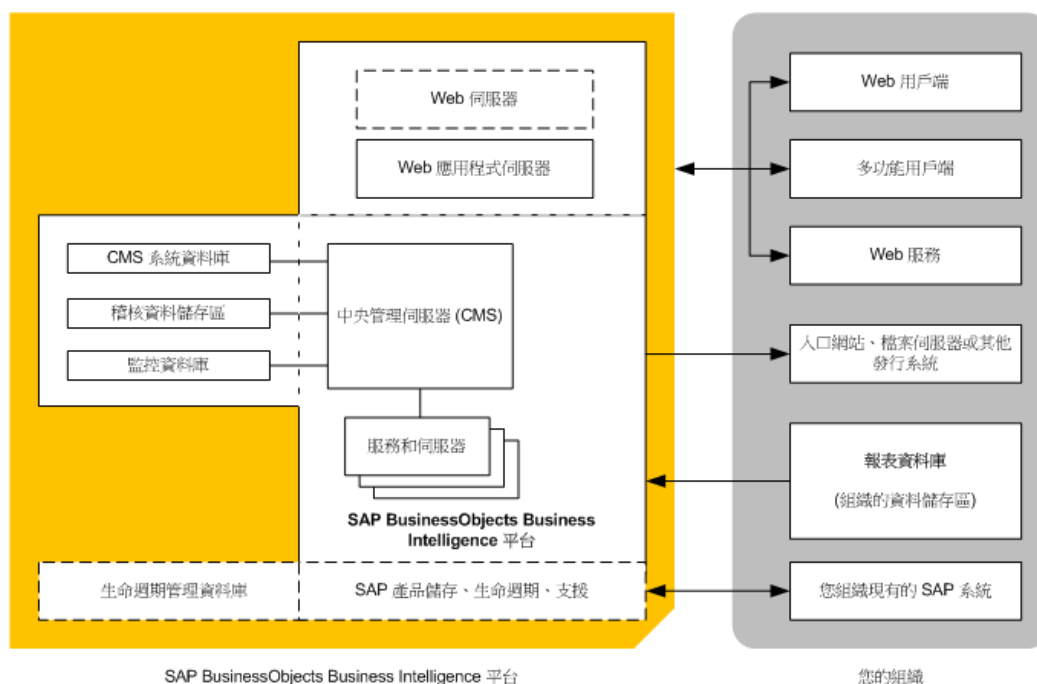 Web 伺服器
Web 應用程式伺服器
CMS 系統資料庫
稽核資料儲存區
監控資料庫
中央管理伺服器 (CMS)
服務和伺服器
SAP BusinessObjects Business
Intelligence 平台
生命週期管理資料庫
SAP 產品儲存、生命週期、支援
SAP BusinessObjects Business Intelligence 平台
Web 用戶端
多功能用戶端
Web 服務
入口網站、檔案伺服器或其他
發行系統
報表資料庫
(組織的資料儲存區)
您組織現有的 SAP 系統
您的組織